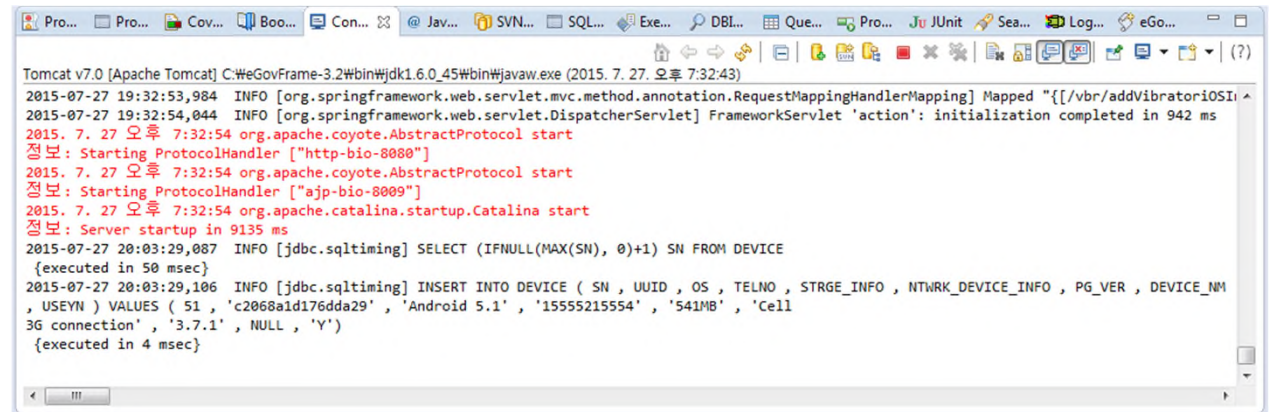 Pro... Pro... Cov... Boo... Con... @ Jav... SVN... SQL... Exe... DBI... Que... Pro... Ju JUnit Sea... Log... eGo...
(?)
Tomcat v7.0 [Apache Tomcat] C:₩eGovFrame-3.2₩bin₩jdk1.6.0_45₩bin₩javaw.exe (2015. 7. 27. 오후 7:32:43)
2015-07-27 19:32:53,984 INFO [org.springframework.web.servlet.mvc.method.annotation.RequestMappingHandlerMapping] Mapped "{[/vbr/addVibratoriOSIn
2015-07-27 19:32:54,044 INFO [org.springframework.web.servlet.DispatcherServlet] FrameworkServlet 'action': initialization completed in 942 ms
2015. 7. 27 오후 7:32:54 org.apache.coyote.AbstractProtocol start
정보: Starting ProtocolHandler ["http-bio-8080"]
2015. 7. 27 오후 7:32:54 org.apache.coyote.AbstractProtocol start
정보: Starting ProtocolHandler ["ajp-bio-8009"]
2015. 7. 27 오후 7:32:54 org.apache.catalina.startup.Catalina start
정보: Server startup in 9135 ms
2015-07-27 20:03:29,087 INFO [jdbc.sqltiming] SELECT (IFNULL(MAX(SN), 0)+1) SN FROM DEVICE
{executed in 50 msec}
2015-07-27 20:03:29,106 INFO [jdbc.sqltiming] INSERT INTO DEVICE ( SN , UUID , OS , TELNO , STRGE_INFO , NTWRK_DEVICE_INFO , PG_VER , DEVICE_NM
, USEYN ) VALUES ( 51 , 'c2068a1d176dda29' , 'Android 5.1' , '15555215554' , '541MB' , 'Cell
3G connection' , '3.7.1' , NULL , 'Y')
{executed in 4 msec}